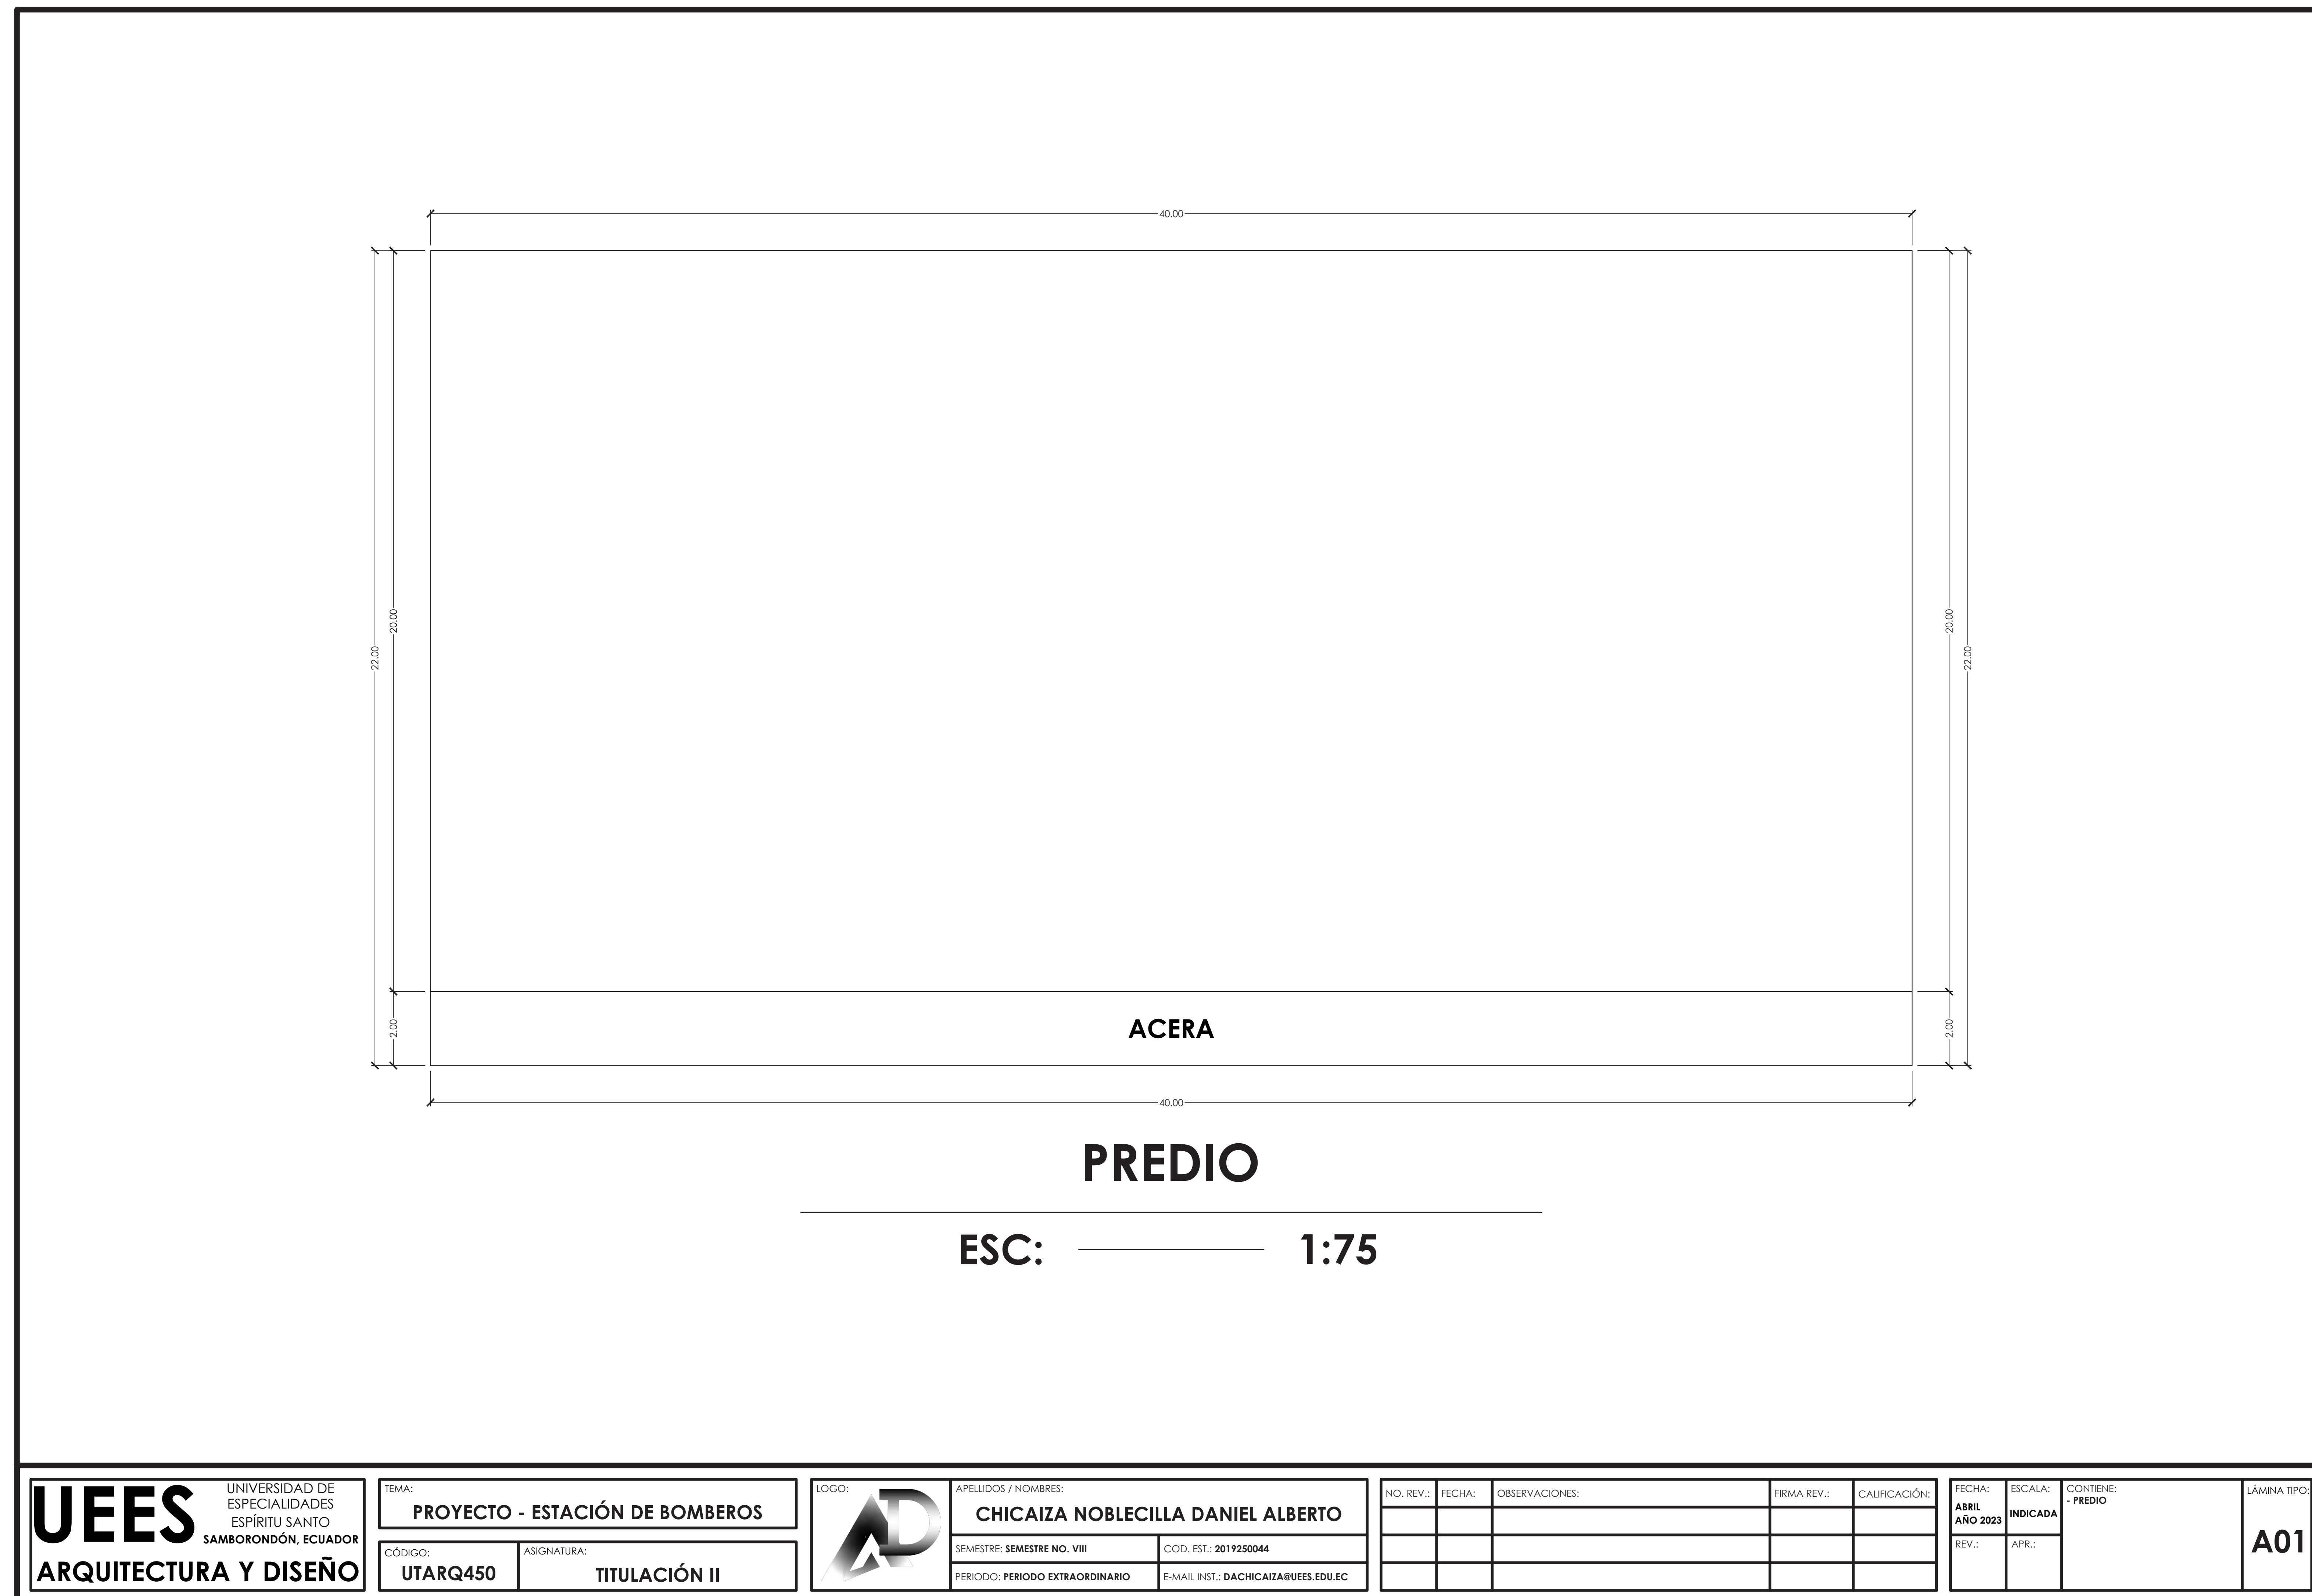 40.00
22.00
20.00
20.00
22.00
2.00
ACERA
2.00
40.00
PREDIO
ESC: 1:75
UEES
UNIVERSIDAD DE
ESPECIALIDADES
ESPÍRITU SANTO
SAMBORONDÓN, ECUADOR
ARQUITECTURA Y DISEÑO
TEMA:
PROYECTO - ESTACIÓN DE BOMBEROS
CÓDIGO:
UTARQ450
ASIGNATURA:
TITULACIÓN II
LOGO:
AD
APELLIDOS / NOMBRES:
CHICAIZA NOBLECILLA DANIEL ALBERTO
SEMESTRE: SEMESTRE NO. VIII
COD. EST.: 2019250044
PERIODO: PERIODO EXTRAORDINARIO
E-MAIL INST.: DACHICAIZA@UEES.EDU.EC
NO. REV.:
FECHA:
OBSERVACIONES:
FIRMA REV.:
CALIFICACIÓN:
FECHA:
ABRIL
AÑO 2023
ESCALA:
INDICADA
REV.:
APR.:
CONTIENE:
- PREDIO
LÁMINA TIPO:
A01